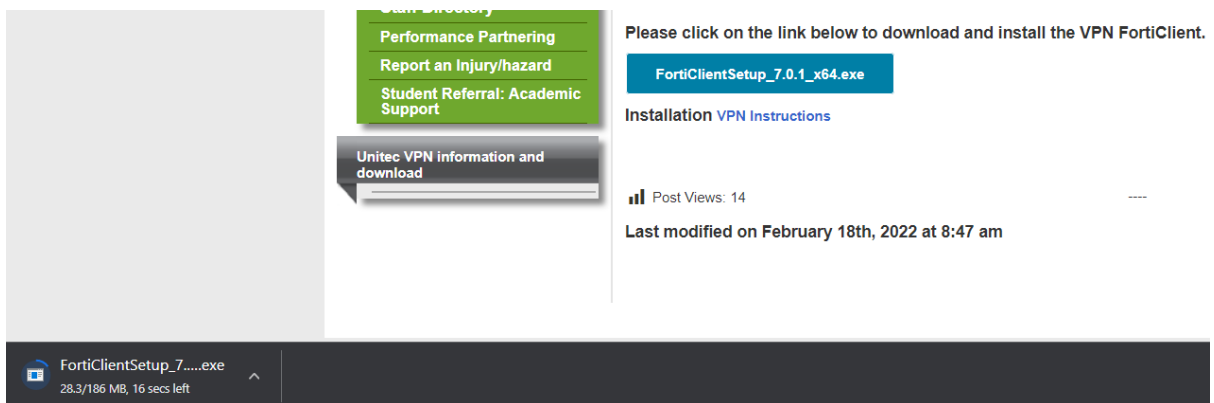 Staff Directory
Performance Partnering
Report an Injury/hazard
Student Referral: Academic
Support
Unitec VPN information and
download
Please click on the link below to download and install the VPN FortiClient.
FortiClientSetup_7.0.1_x64.exe
Installation VPN Instructions
Post Views: 14
----
Last modified on February 18th, 2022 at 8:47 am
FortiClientSetup_7.....exe
28.3/186 MB, 16 secs left